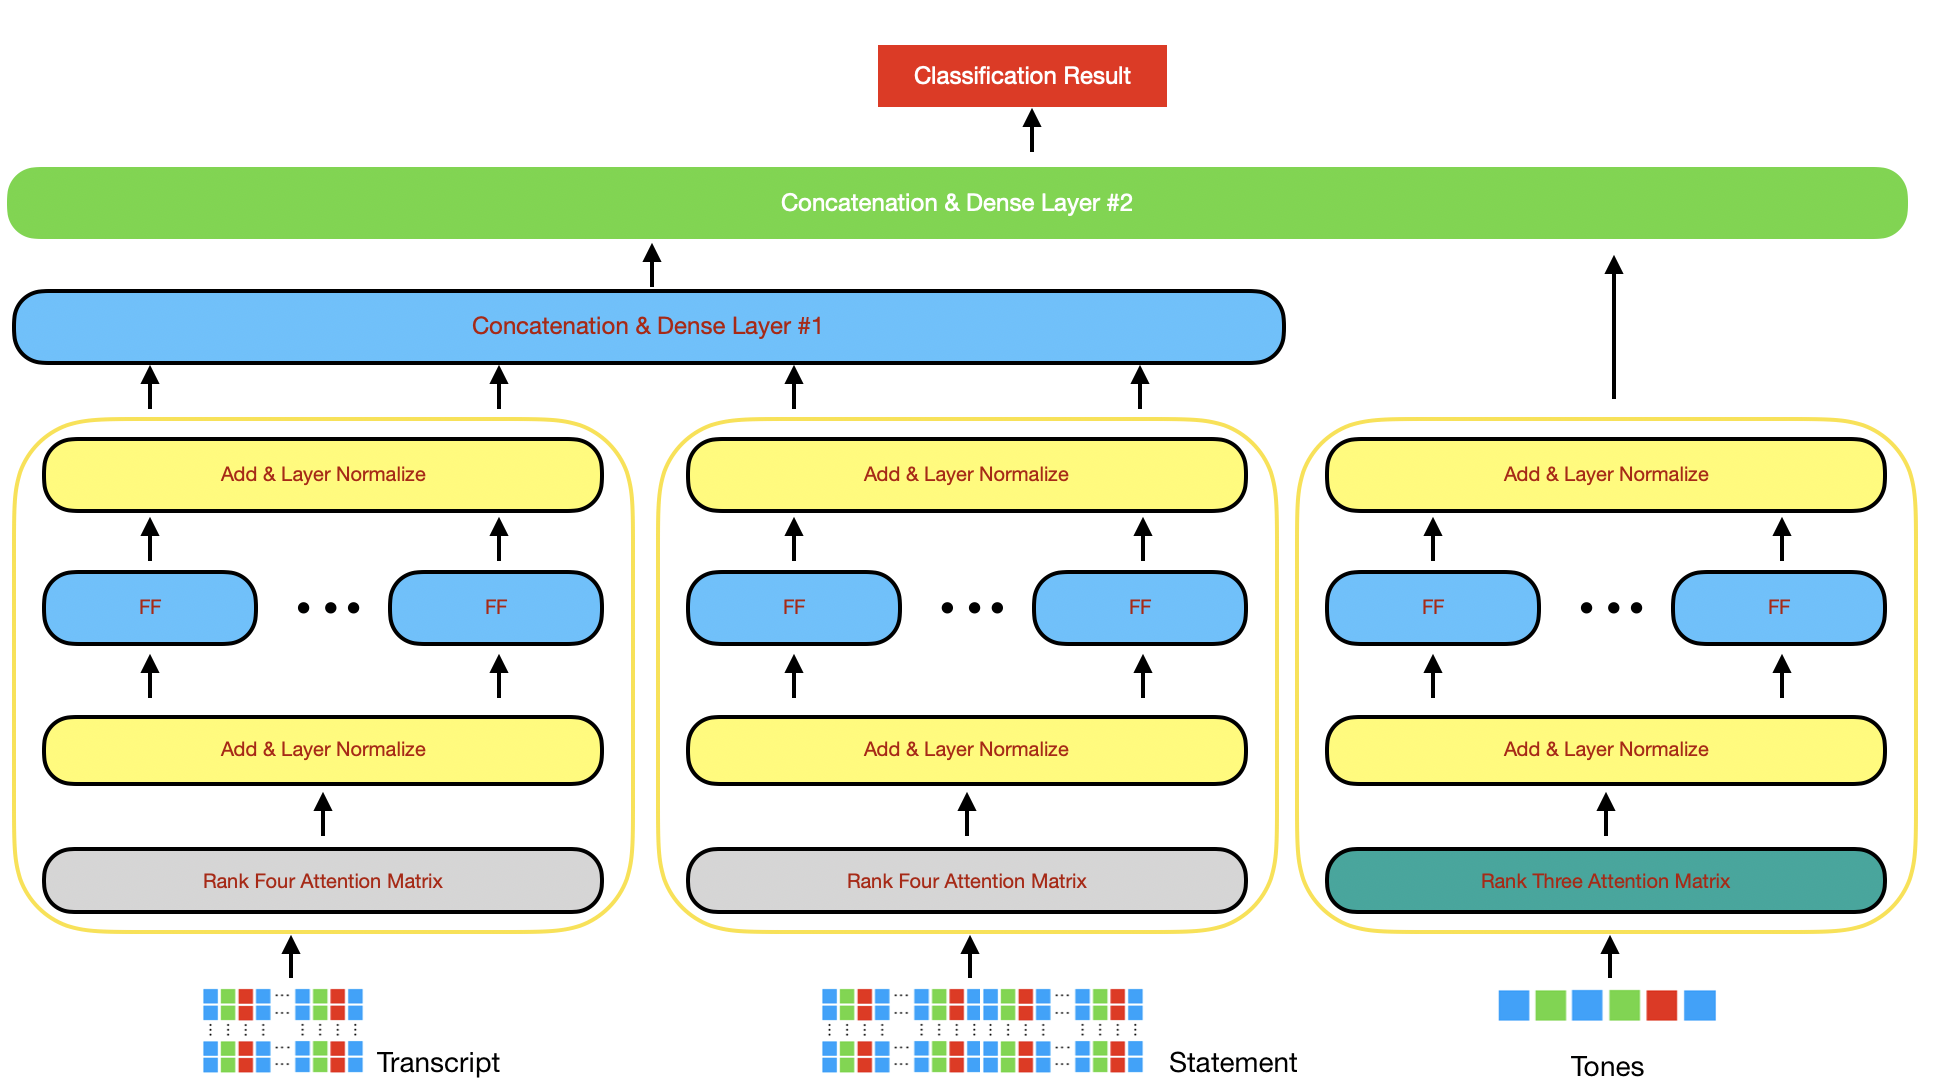 Classification Result
Concatenation & Dense Layer #2
Concatenation & Dense Layer #1
Add & Layer Normalize
Add & Layer Normalize
Add & Layer Normalize
FF
FF
FF
FF
FF
FF
Add & Layer Normalize
Add & Layer Normalize
Add & Layer Normalize
Rank Four Attention Matrix
Rank Four Attention Matrix
Rank Three Attention Matrix
Transcript
Statement
Tones